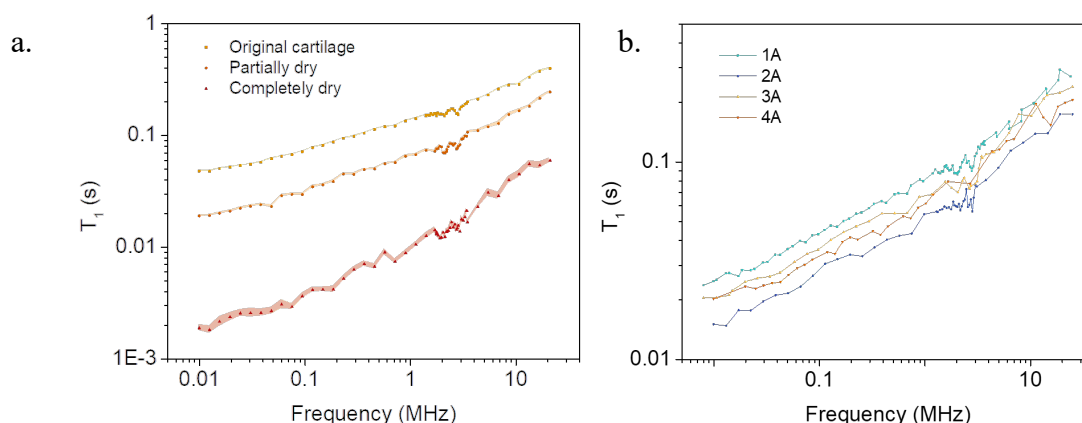 a.
1
0.1
0.01
1E-3
T₁ (s)
Original cartilage
Partially dry
Completely dry
0.01 0.1 1 10
Frequency (MHz)
b.
0.1
0.01
T₁ (s)
1A
2A
3A
4A
0.1 10
Frequency (MHz)